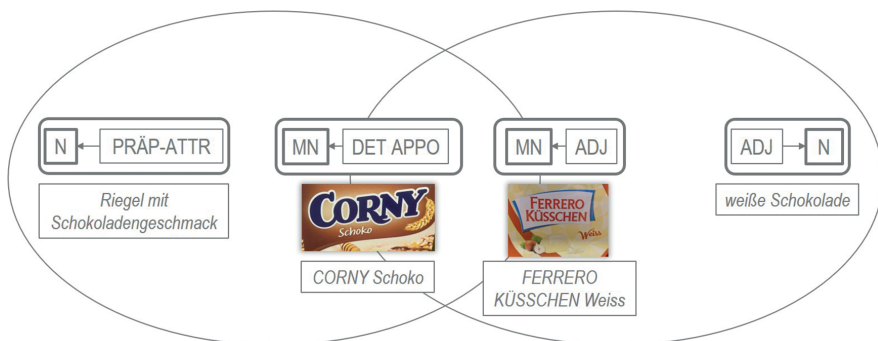 N PRÄP-ATTR
MN DET APPO
MN ADJ
ADJ N
Riegel mit
Schokoladengeschmack
CORNY
Schoko
FERRERO
KÜSSCHEN
Weiss
weiße Schokolade
CORNY Schoko
FERRERO
KÜSSCHEN Weiss